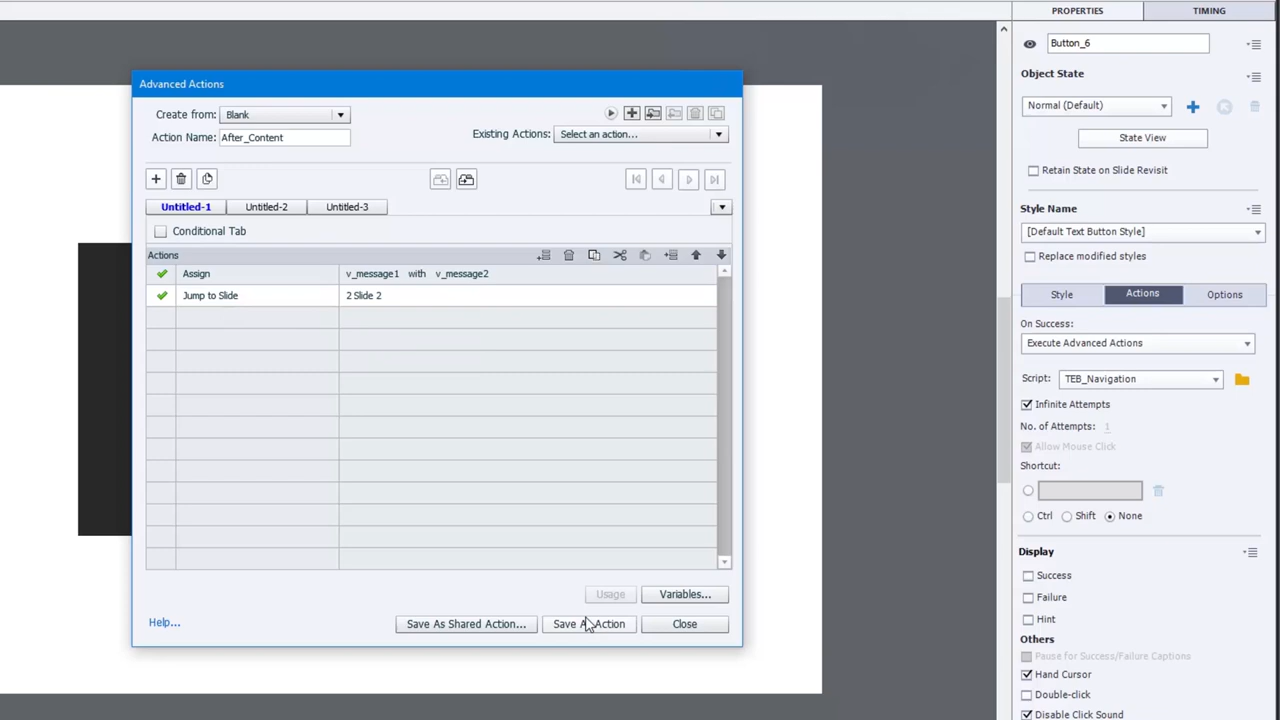 PROPERTIES TIMING
Button_6
Object State
Normal (Default)
State View
Retain State on Slide Revisit
Style Name
[Default Text Button Style]
Replace modified styles
Style Actions Options
On Success:
Execute Advanced Actions
Script: TEB_Navigation
Infinite Attempts
No. of Attempts: 1
Allow Mouse Click
Shortcut:
Ctrl Shift None
Display
Success
Failure
Hint
Others
Pause for Success/Failure Captions
Hand Cursor
Double-click
Disable Click Sound
Advanced Actions
Create from: Blank
Action Name: After_Content
Existing Actions: Select an action...
Untitled-1 Untitled-2 Untitled-3
Conditional Tab
Actions
Assign v_message1 with v_message2
Jump to Slide 2 Slide 2
Usage Variables...
Help... Save As Shared Action... Save As Action Close